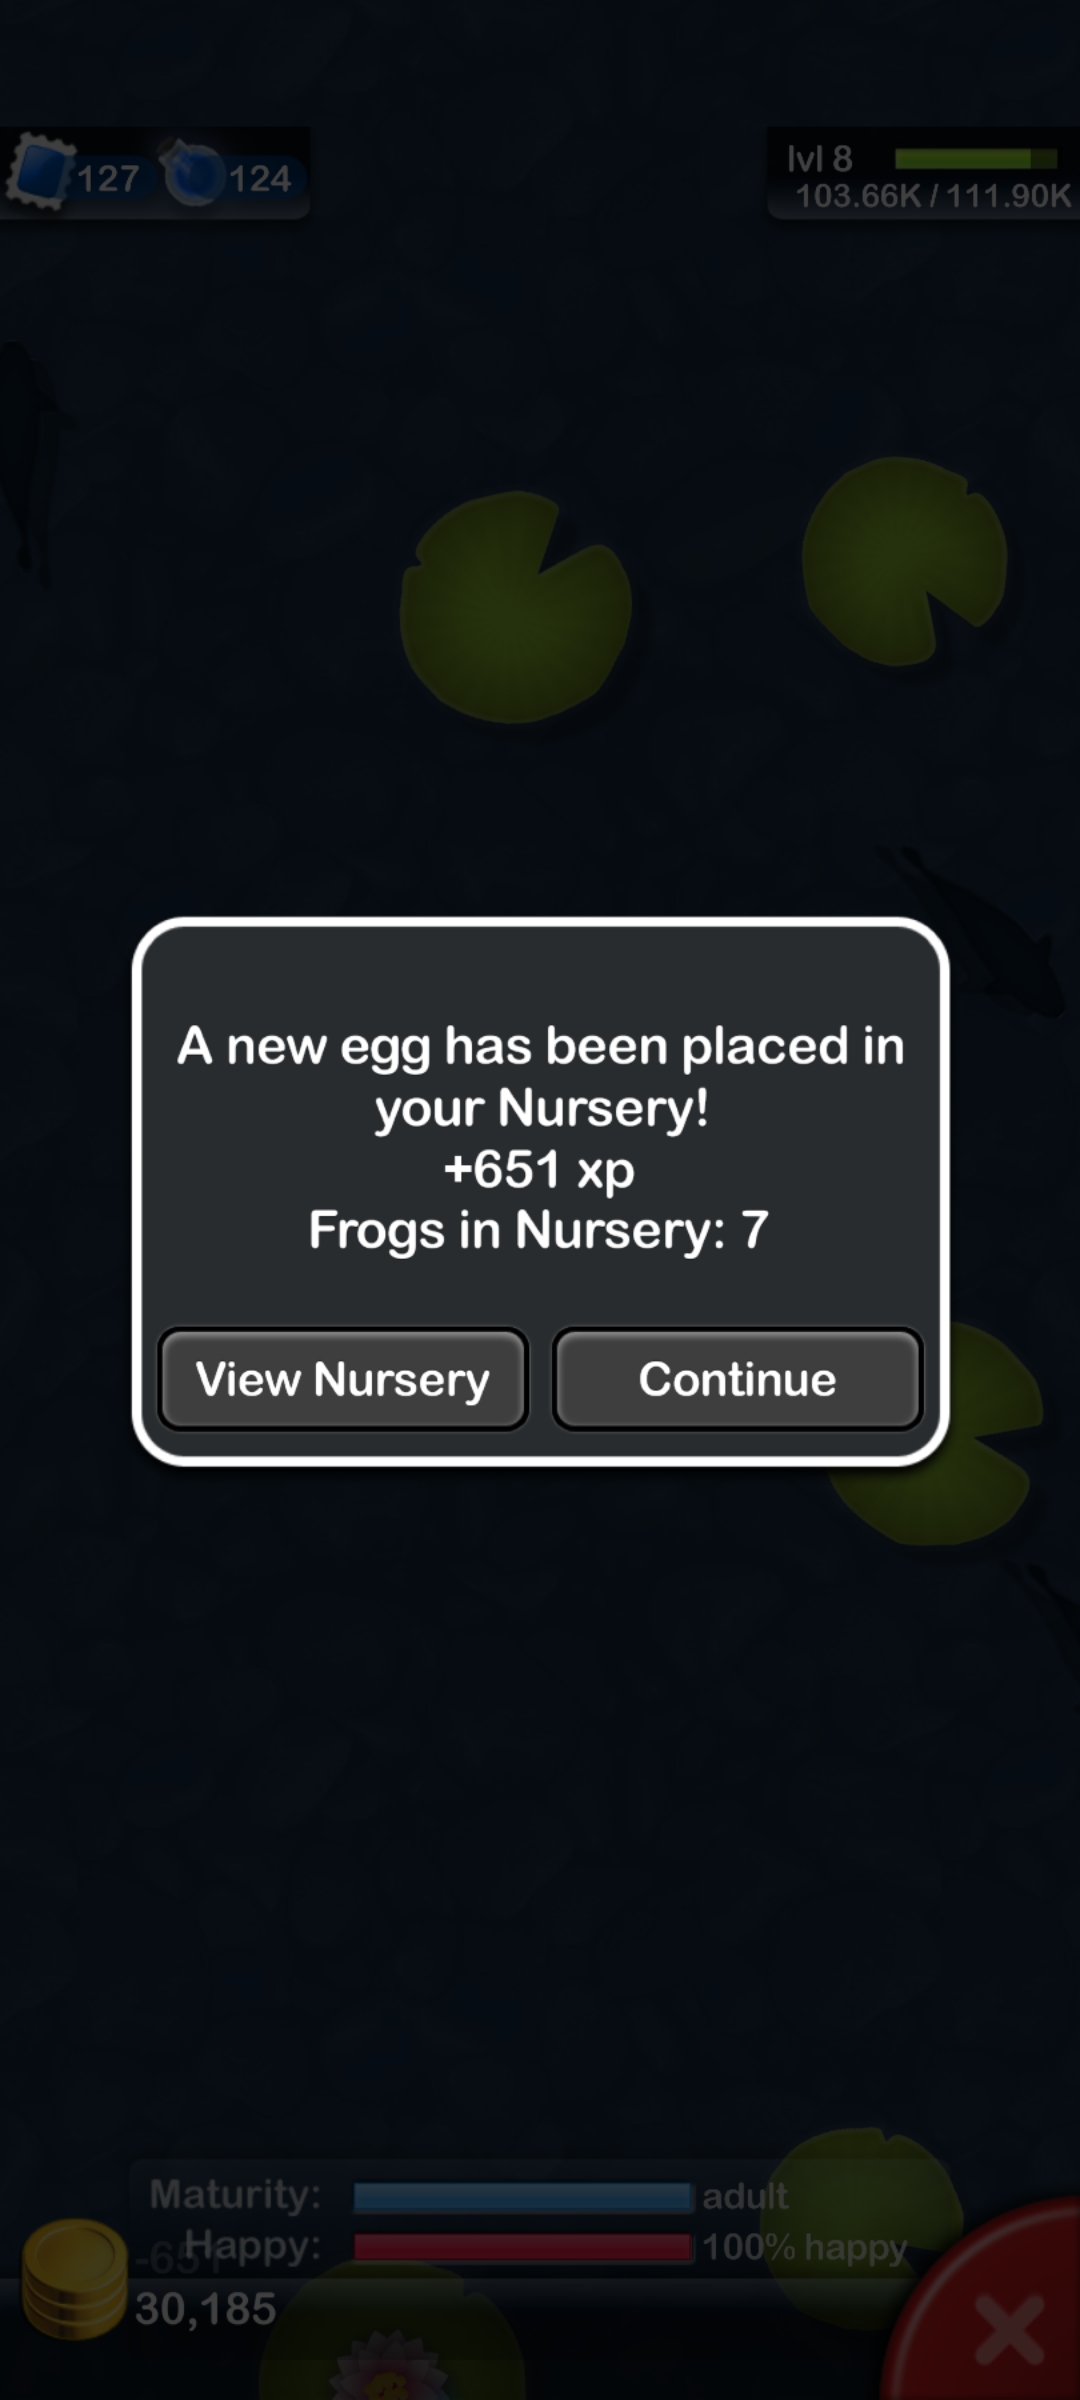 127 124
lvl 8
103.66K / 111.90K
A new egg has been placed in
your Nursery!
+651 xp
Frogs in Nursery: 7
View Nursery Continue
Maturity: adult
Happy: 100% happy
-651
30,185